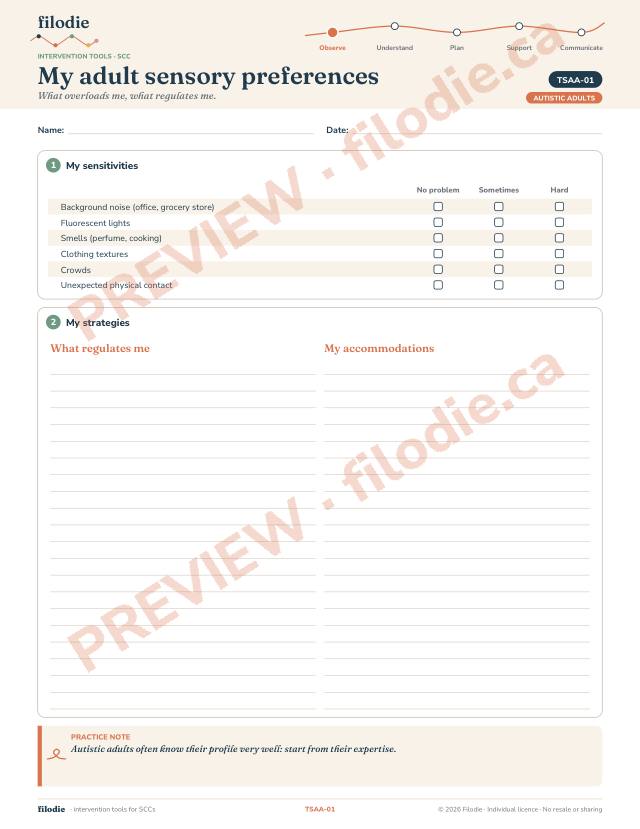 filodie
INTERVENTION TOOLS · SCC
Observe Understand Plan Support Communicate
My adult sensory preferences
What overloads me, what regulates me.
TSAA-01
AUTISTIC ADULTS
Name: Date:
1 My sensitivities
No problem Sometimes Hard
Background noise (office, grocery store)
Fluorescent lights
Smells (perfume, cooking)
Clothing textures
Crowds
Unexpected physical contact
2 My strategies
What regulates me My accommodations
PREVIEW · filodie.ca
PREVIEW · filodie.ca
PRACTICE NOTE
Autistic adults often know their profile very well: start from their expertise.
filodie · intervention tools for SCCs TSAA-01 © 2026 Filodie · Individual licence · No resale or sharing